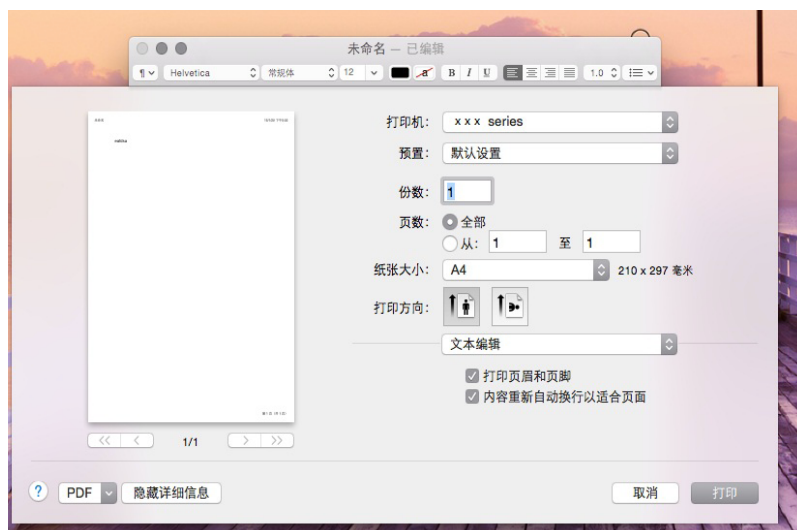 未命名 — 已编辑
¶ Helvetica 常规体 12 a B I U 1.0
打印机： x x x series
预置： 默认设置
份数： 1
页数： 全部
从： 1 至 1
纸张大小： A4 210 x 297 毫米
打印方向：
文本编辑
打印页眉和页脚
内容重新自动换行以适合页面
<< < 1/1 > >>
? PDF 隐藏详细信息 取消 打印